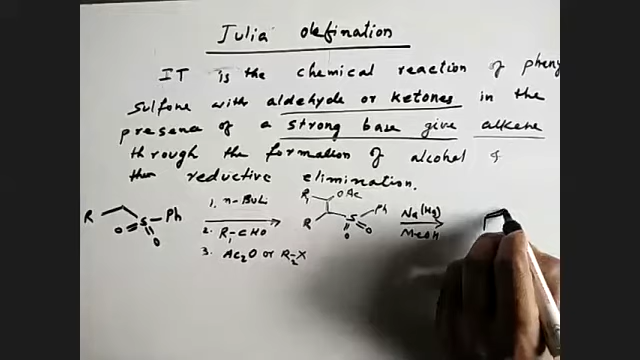 Julia olefination
IT is the chemical reaction of pheny
sulfone with aldehyde or ketones in the
presence of a strong base give alkene
through the formation of alcohol &
then reductive elimination.
R S Ph O O
1. n-BuLi
2. R₁-CHO
3. Ac₂O or R₂-X
R OAc R S Ph O O
Na(Hg)
MeOH